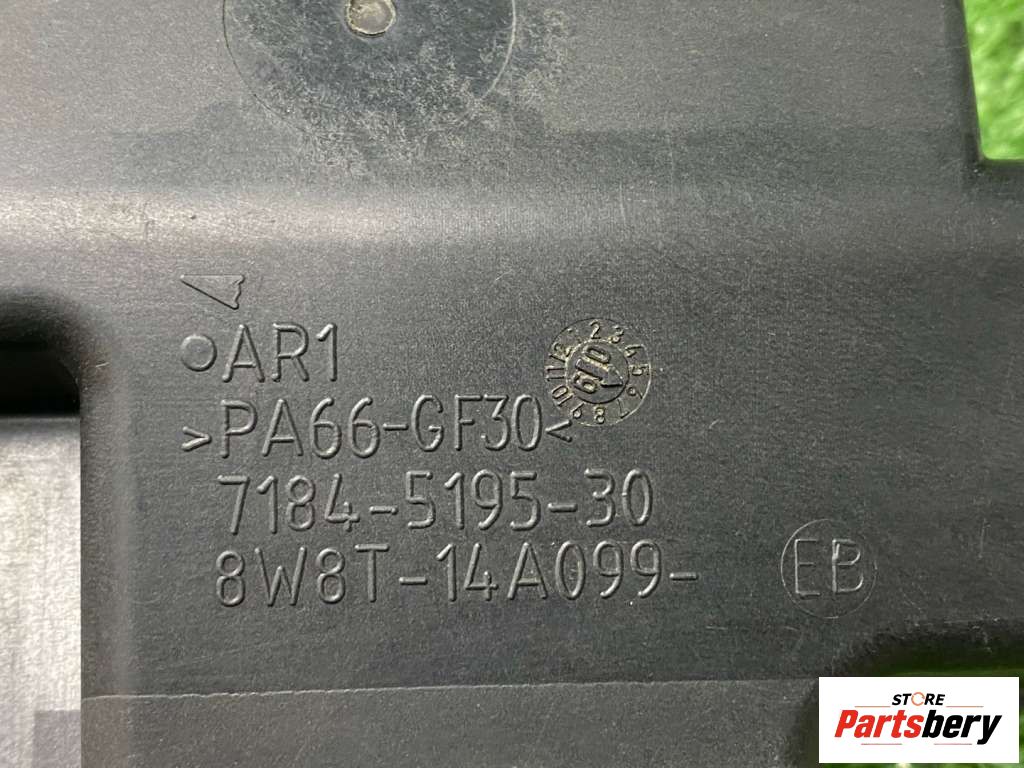 AR1
>PA66-GF30<
7184-5195-30
8W8T-14A099-
EB
STORE
Partsbery